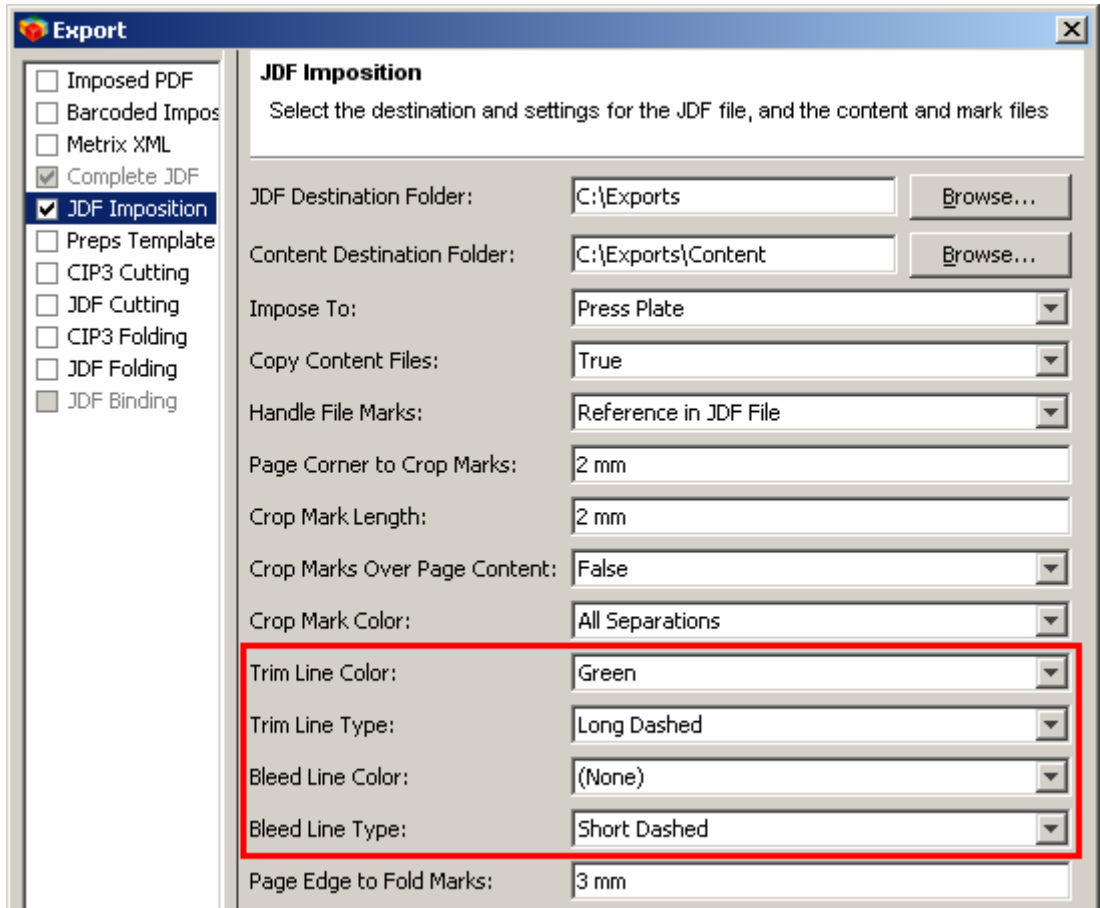 Export
Imposed PDF
Barcoded Impos
Metrix XML
Complete JDF
JDF Imposition
Preps Template
CIP3 Cutting
JDF Cutting
CIP3 Folding
JDF Folding
JDF Binding
JDF Imposition
Select the destination and settings for the JDF file, and the content and mark files
JDF Destination Folder: C:\Exports Browse...
Content Destination Folder: C:\Exports\Content Browse...
Impose To: Press Plate
Copy Content Files: True
Handle File Marks: Reference in JDF File
Page Corner to Crop Marks: 2 mm
Crop Mark Length: 2 mm
Crop Marks Over Page Content: False
Crop Mark Color: All Separations
Trim Line Color: Green
Trim Line Type: Long Dashed
Bleed Line Color: (None)
Bleed Line Type: Short Dashed
Page Edge to Fold Marks: 3 mm